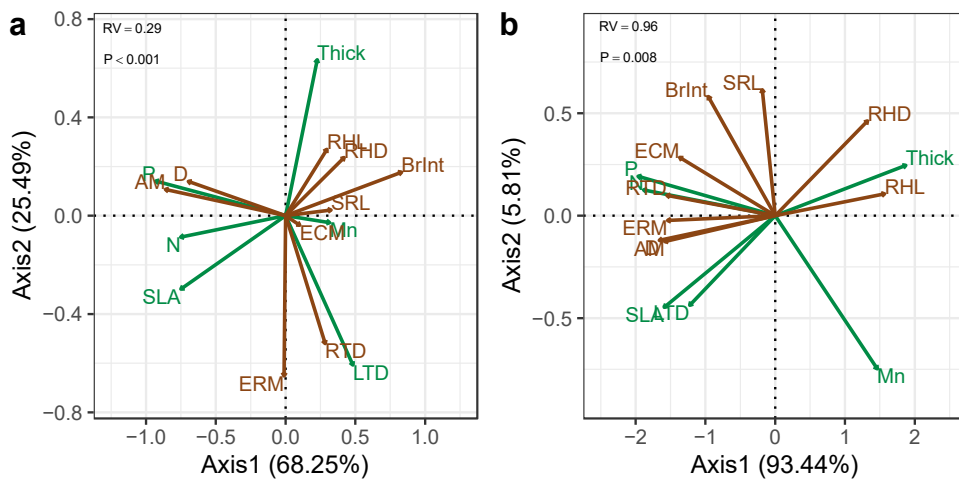 a
RV = 0.29
P < 0.001
Thick
RHL
RHD
BrInt
P
D
AM
SRL
Mn
ECM
N
SLA
RTD
LTD
ERM
0.8
0.4
0.0
−0.4
−0.8
−1.0
−0.5
0.0
0.5
1.0
Axis2 (25.49%)
Axis1 (68.25%)
b
RV = 0.96
P = 0.008
SRL
BrInt
RHD
ECM
Thick
P
N
RTD
RHL
ERM
AM
D
SLA
LTD
Mn
0.5
0.0
−0.5
−2
−1
0
1
2
Axis2 (5.81%)
Axis1 (93.44%)